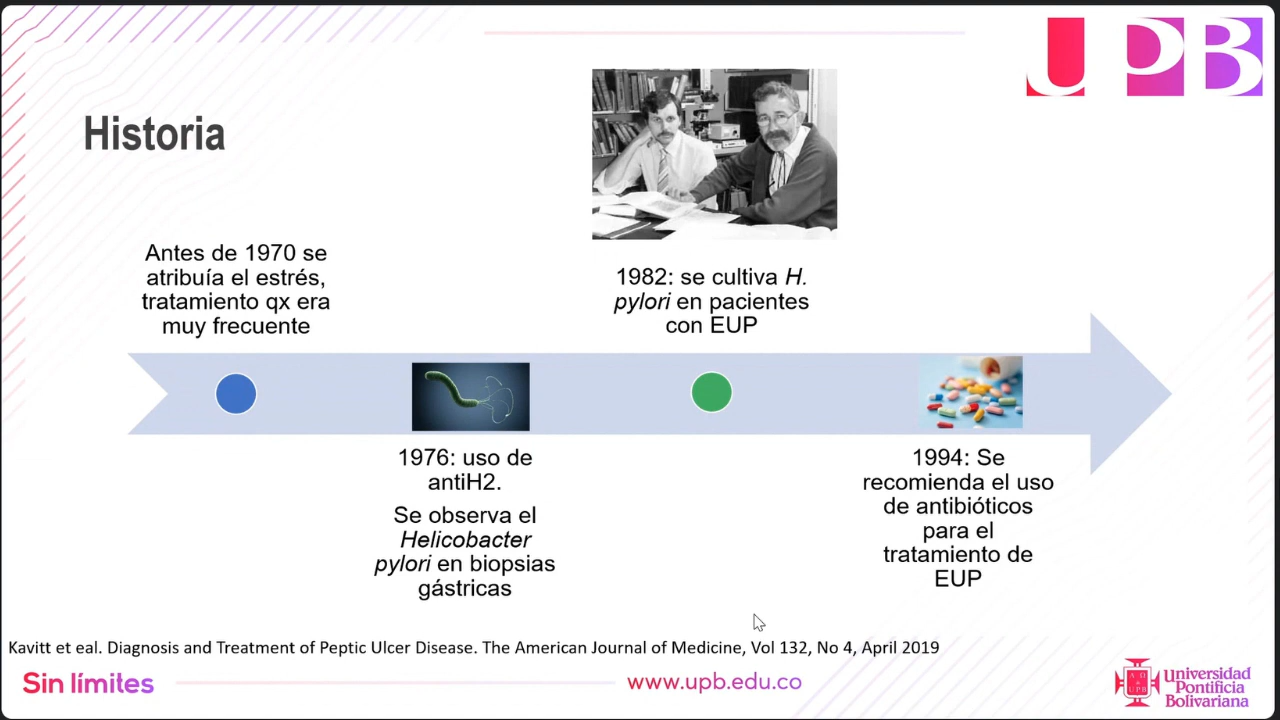 UPB
Historia
Antes de 1970 se
atribuía el estrés,
tratamiento qx era
muy frecuente
1976: uso de
antiH2.
Se observa el
Helicobacter
pylori en biopsias
gástricas
1982: se cultiva H.
pylori en pacientes
con EUP
1994: Se
recomienda el uso
de antibióticos
para el
tratamiento de
EUP
Kavitt et eal. Diagnosis and Treatment of Peptic Ulcer Disease. The American Journal of Medicine, Vol 132, No 4, April 2019
Sin límites
www.upb.edu.co
A D
UPB
Universidad
Pontificia
Bolivariana